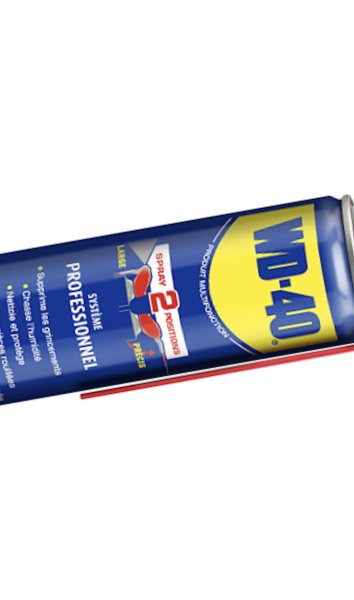 WD-40®
PRODUIT MULTIFONCTION
SPRAY
2
POSITIONS
LARGE
PRÉCIS
SYSTÈME
PROFESSIONNEL
• Supprime les grincements
• Chasse l'humidité
• Nettoie et protège